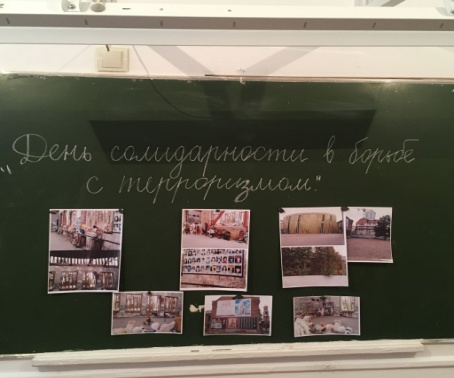 "День солидарности в борьбе
с терроризмом."